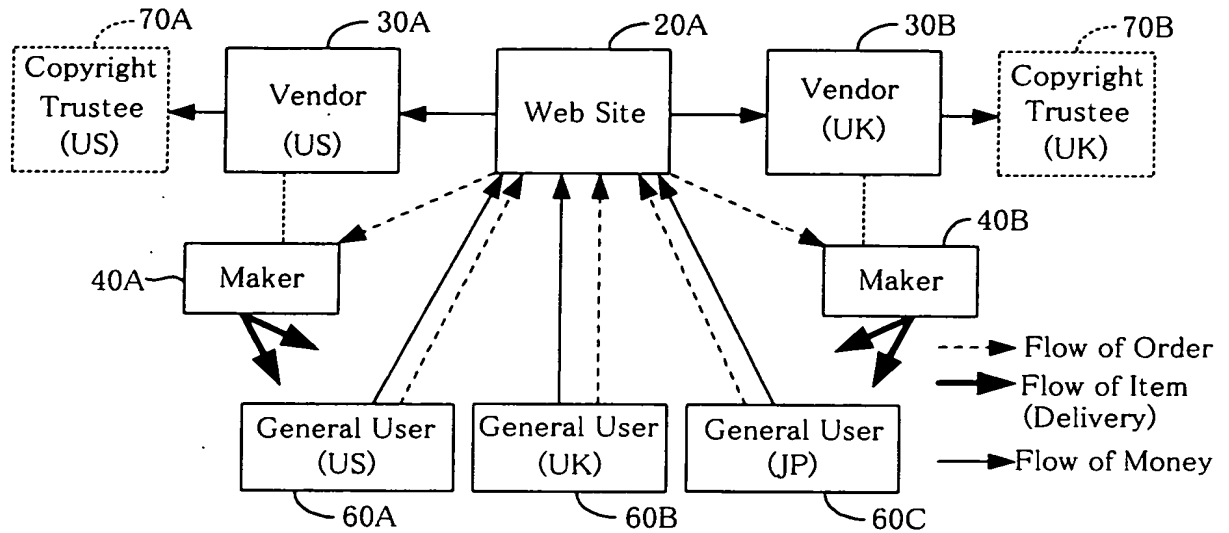 70A
30A
20A
30B
70B
Copyright
Trustee
(US)
Vendor
(US)
Web Site
Vendor
(UK)
Copyright
Trustee
(UK)
40A
Maker
40B
Maker
General User
(US)
General User
(UK)
General User
(JP)
Flow of Order
Flow of Item
(Delivery)
Flow of Money
60A
60B
60C